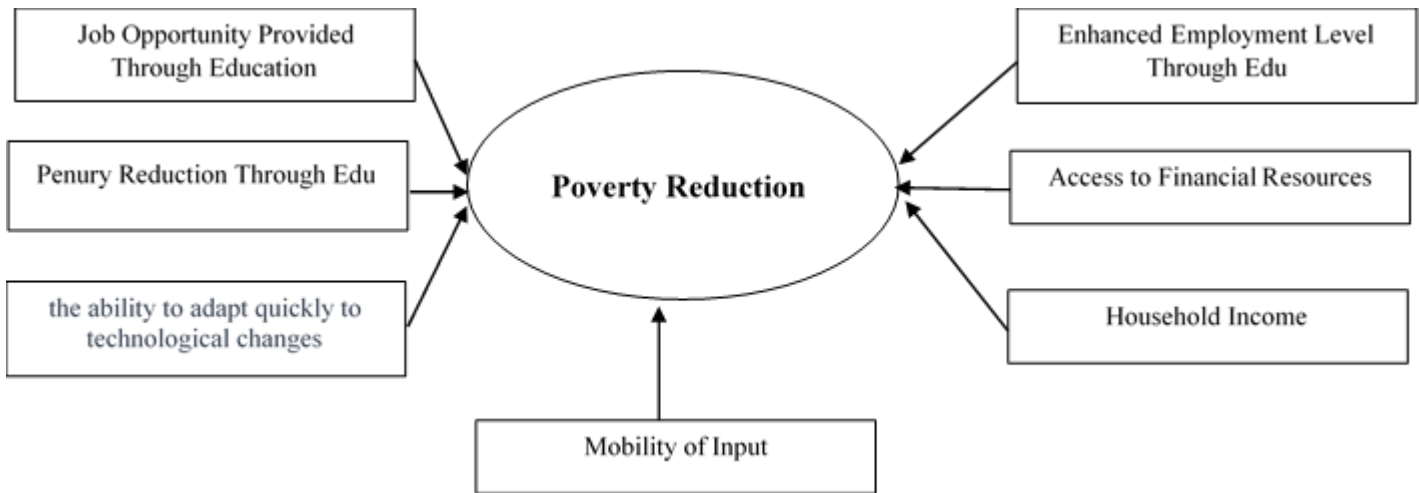 Job Opportunity Provided
Through Education
Penury Reduction Through Edu
the ability to adapt quickly to
technological changes
Poverty Reduction
Mobility of Input
Enhanced Employment Level
Through Edu
Access to Financial Resources
Household Income